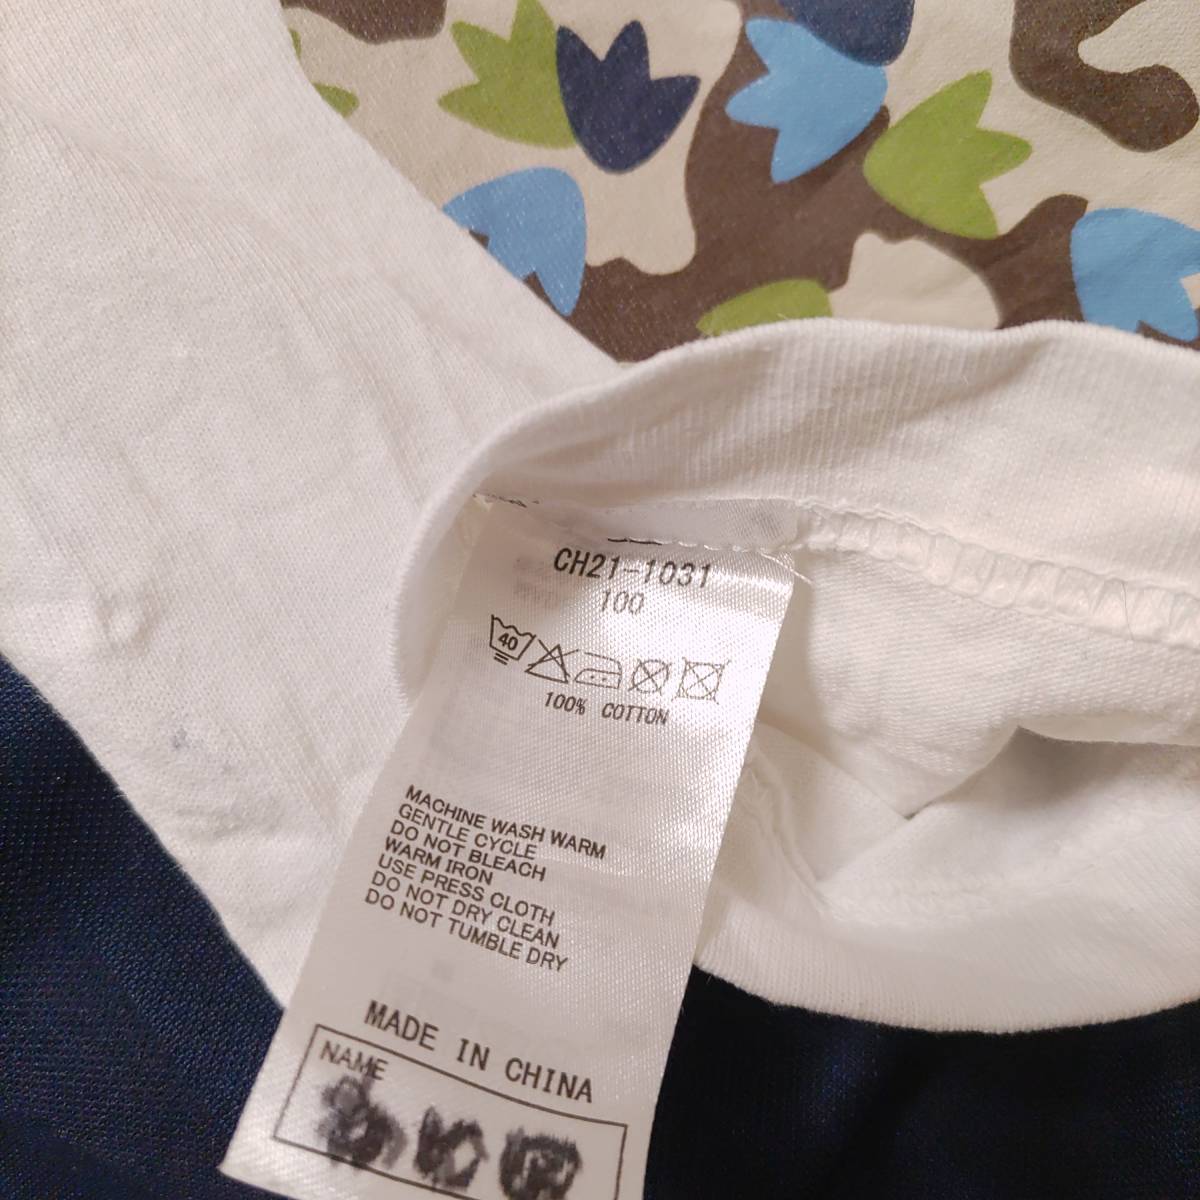 CH21-1031
100
40
100% COTTON
MACHINE WASH WARM
GENTLE CYCLE
DO NOT BLEACH
WARM IRON
USE PRESS CLOTH
DO NOT DRY CLEAN
DO NOT TUMBLE DRY
MADE IN CHINA
NAME